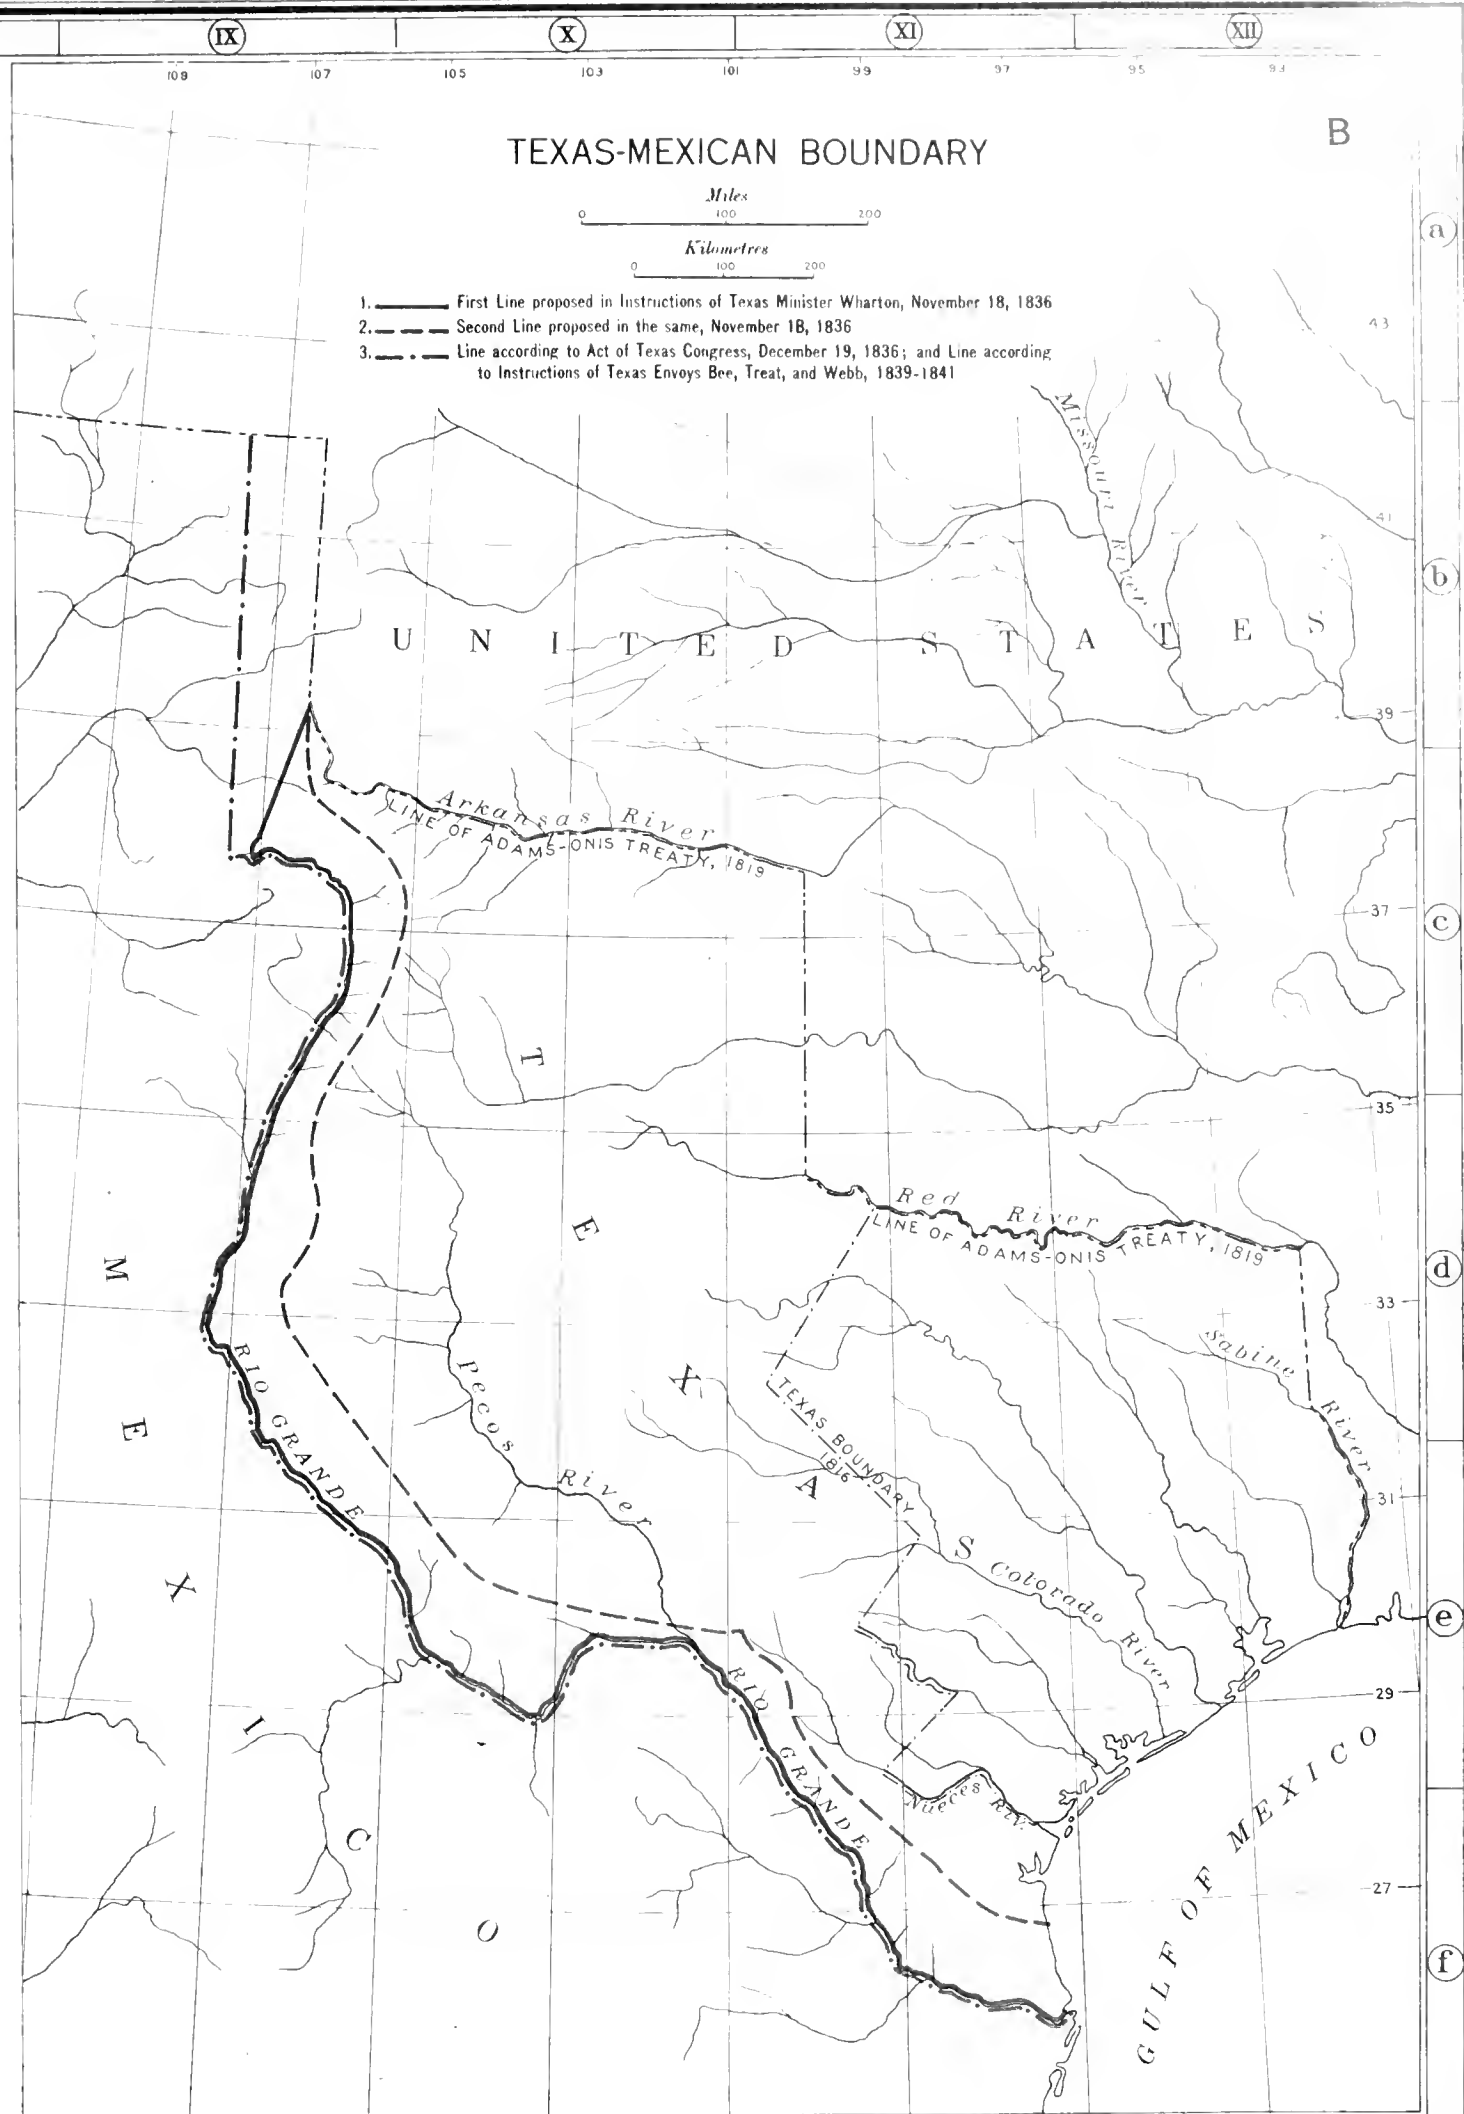 IX X XI XII
109 107 105 103 101 99 97 95 93
B
TEXAS-MEXICAN BOUNDARY
Miles
0 100 200
Kilometres
0 100 200
1. First Line proposed in Instructions of Texas Minister Wharton, November 18, 1836
2. Second Line proposed in the same, November 1B, 1836
3. Line according to Act of Texas Congress, December 19, 1836; and Line according
to Instructions of Texas Envoys Bee, Treat, and Webb, 1839-1841
a
43
Missouri River
41
b
UNITED STATES
39
Arkansas River
LINE OF ADAMS-ONIS TREATY, 1819
37
c
35
Red River
LINE OF ADAMS-ONIS TREATY, 1819
d
33
Sabine River
TEXAS
MEXICO
RIO GRANDE
Pecos River
TEXAS BOUNDARY
1816
31
Colorado River
e
29
RIO GRANDE
Nueces Riv.
GULF OF MEXICO
27
f